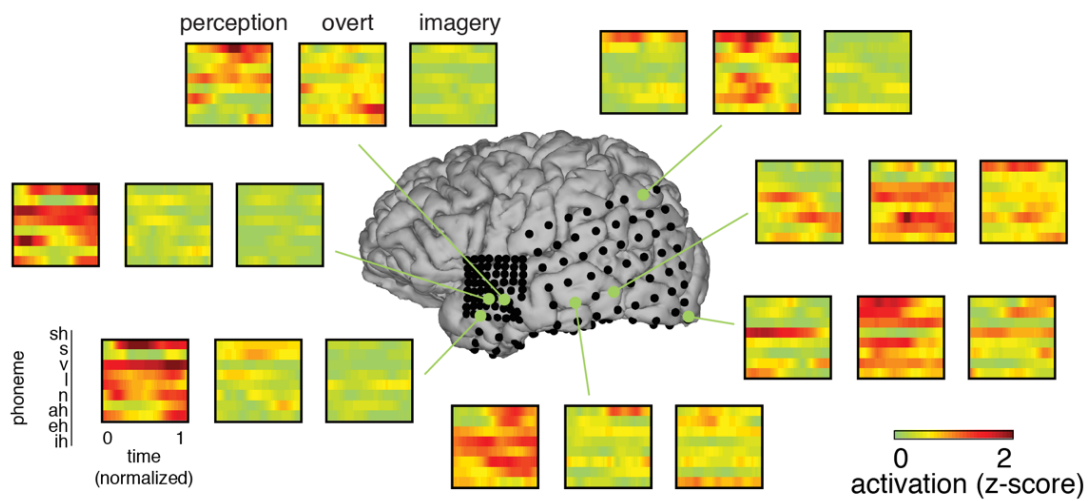 perception overt imagery
phoneme
sh
s
v
l
n
ah
eh
ih
0 1
time
(normalized)
0 2
activation (z-score)